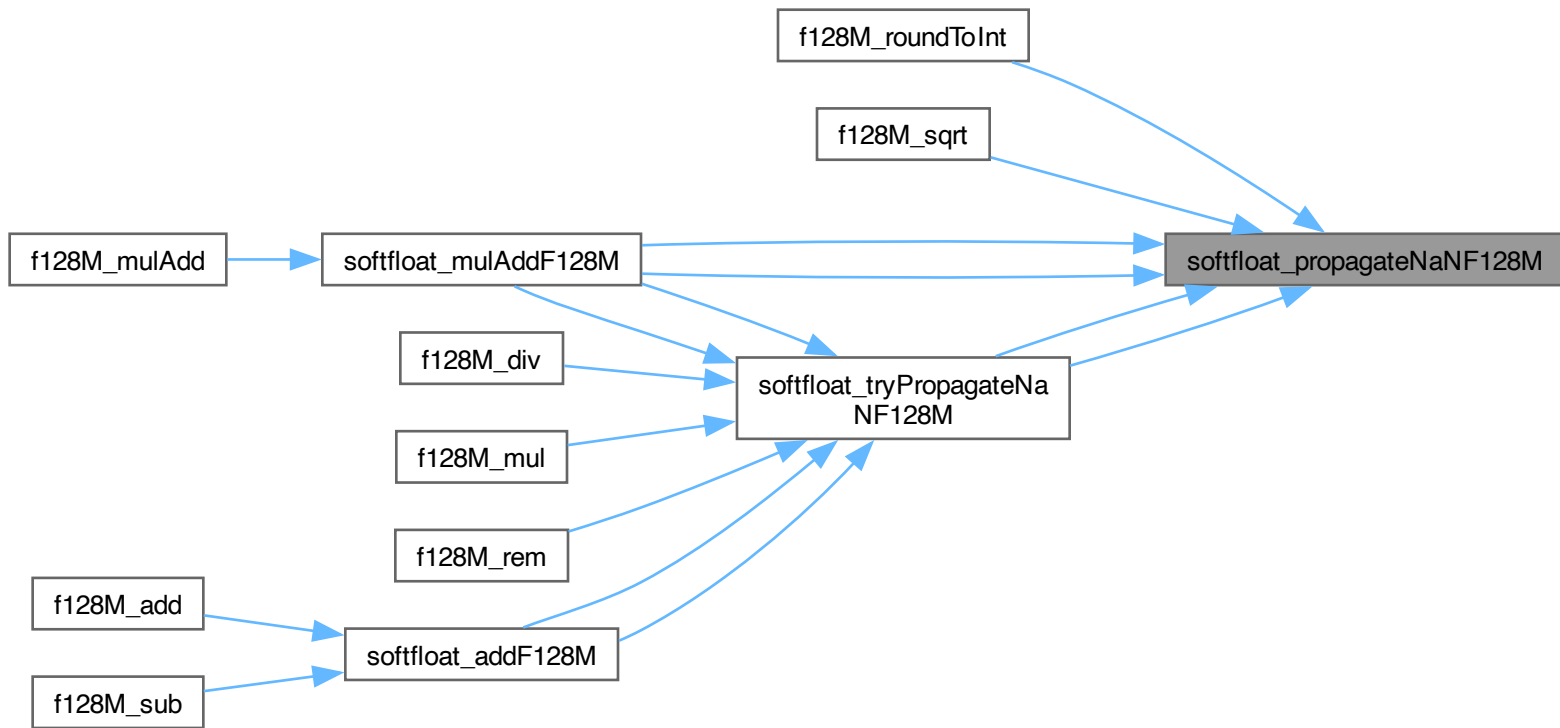 f128M_roundToInt
f128M_sqrt
f128M_mulAdd
softfloat_mulAddF128M
softfloat_propagateNaNF128M
f128M_div
softfloat_tryPropagateNa
NF128M
f128M_mul
f128M_rem
f128M_add
softfloat_addF128M
f128M_sub